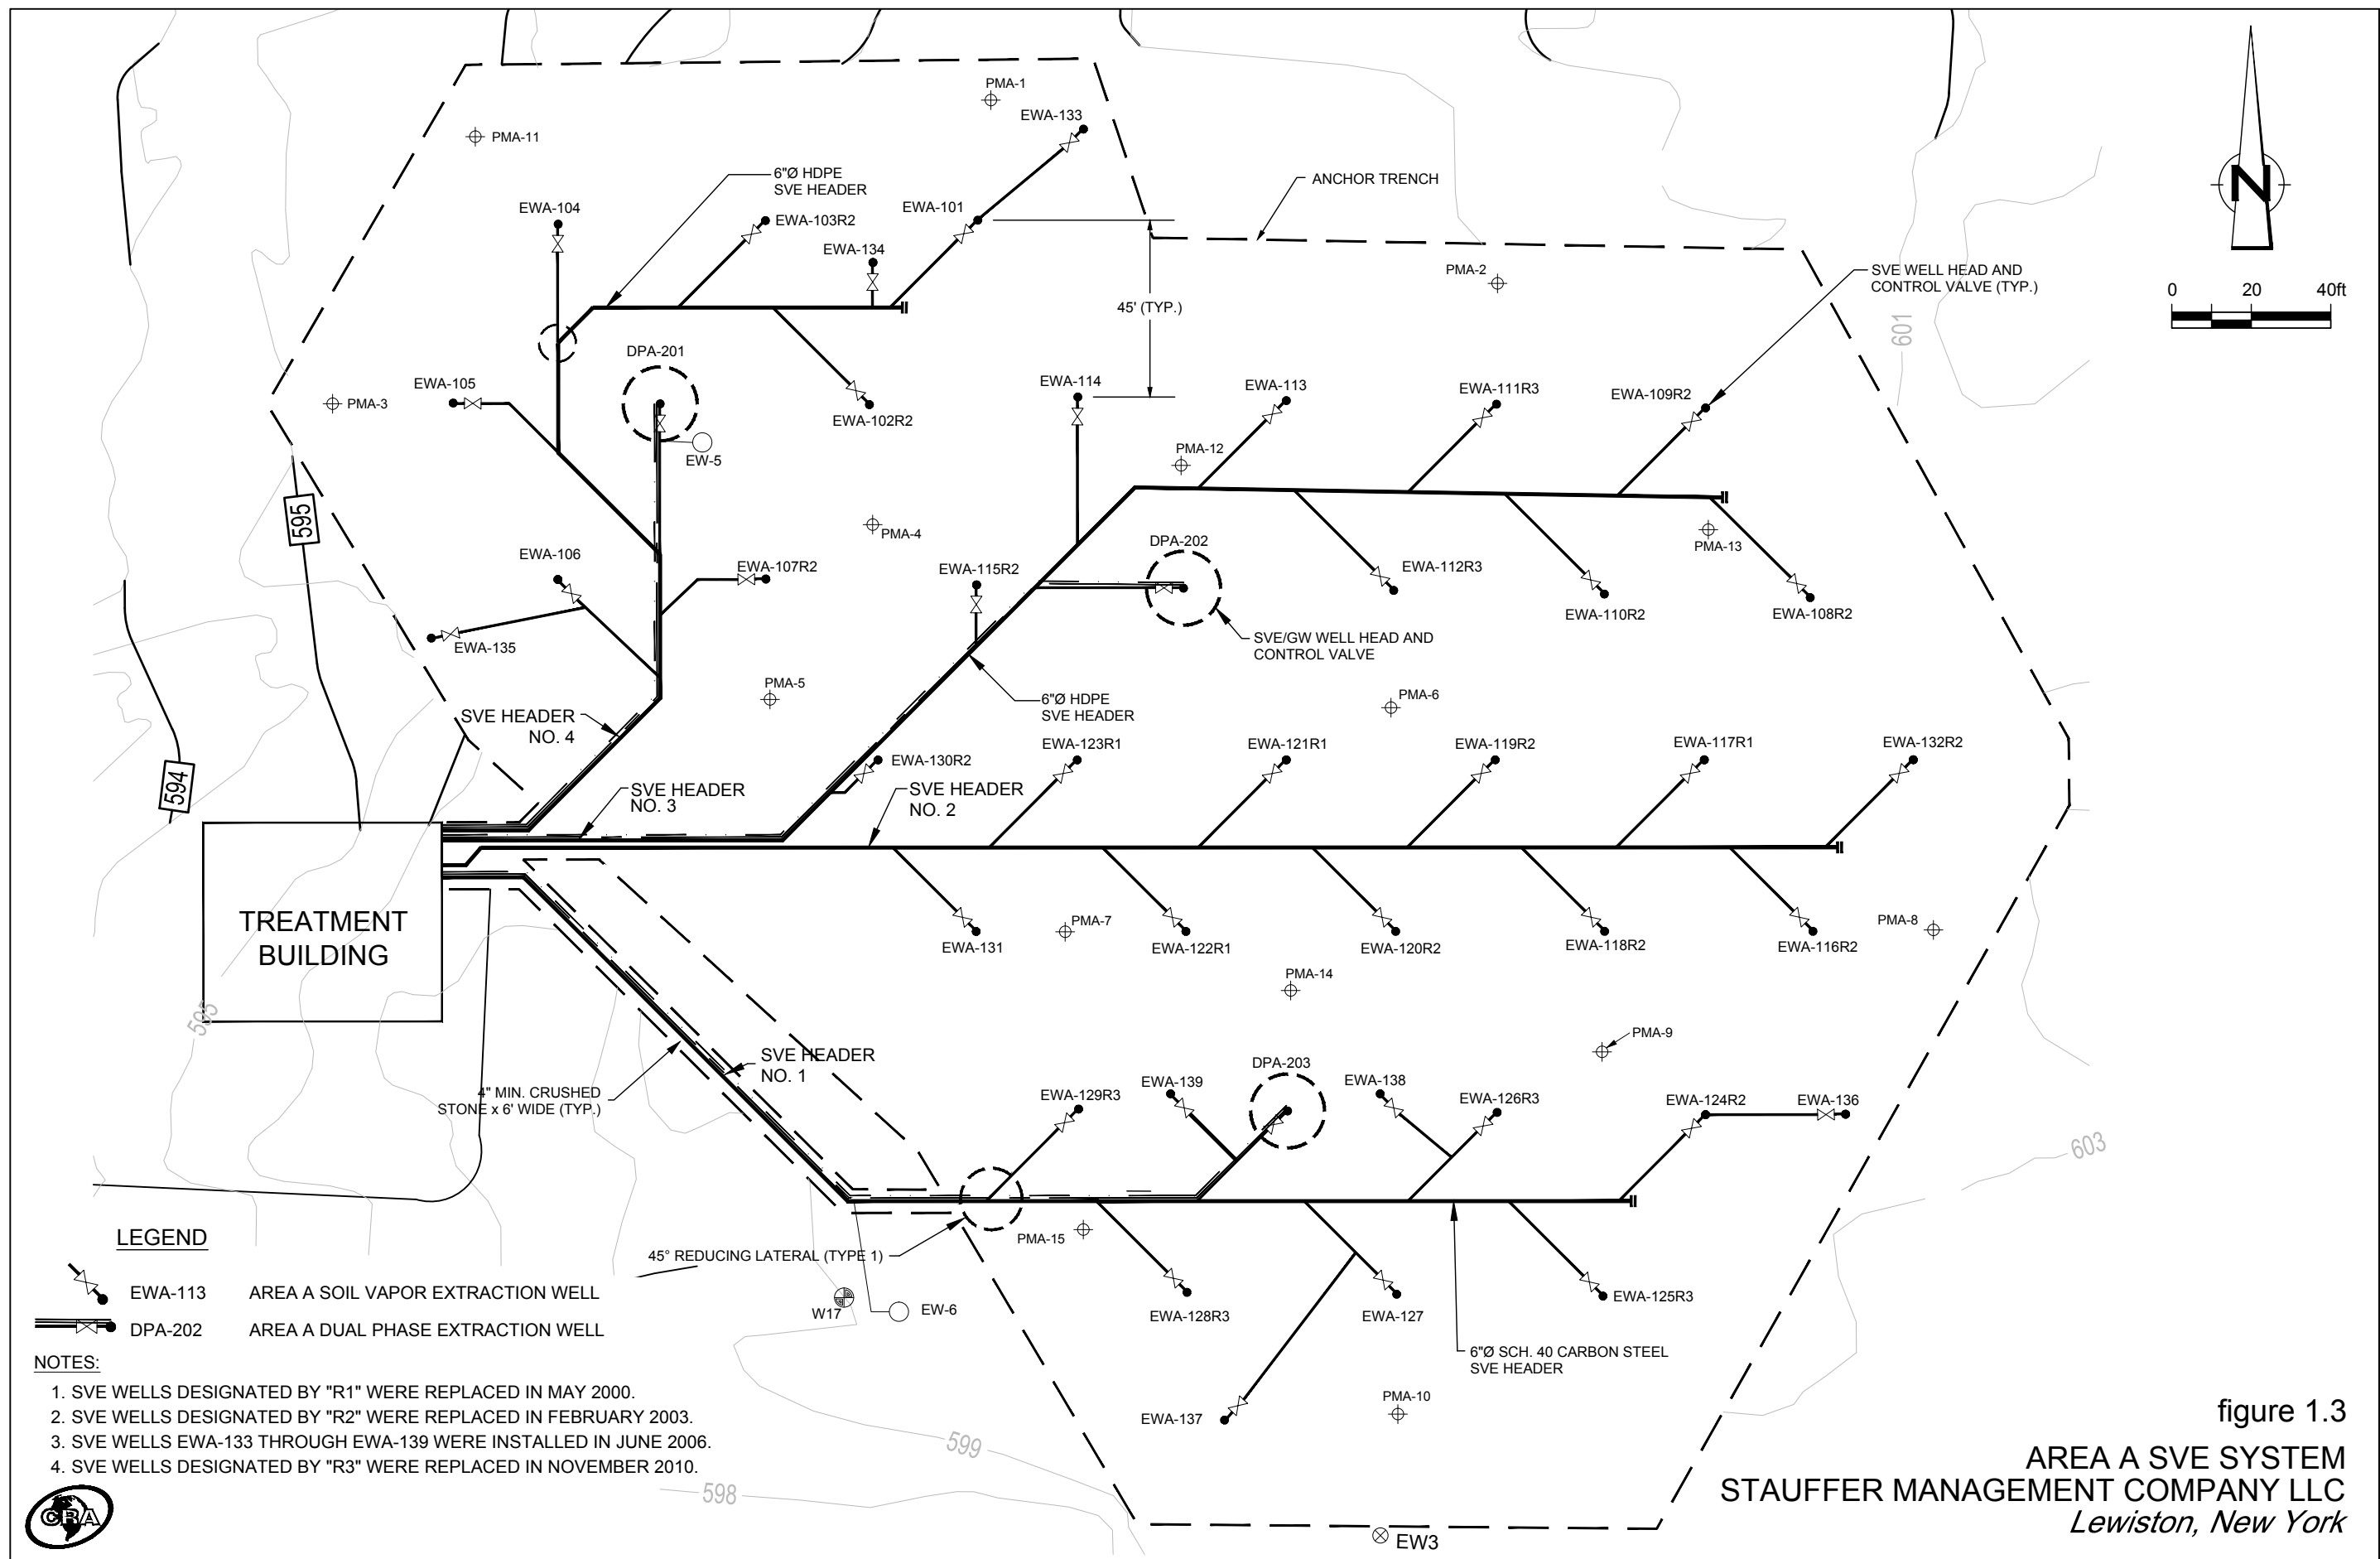 PMA-1
EWA-133
PMA-11
6"Ø HDPE
SVE HEADER
ANCHOR TRENCH
N
EWA-104
EWA-103R2
EWA-101
EWA-134
PMA-2
SVE WELL HEAD AND
CONTROL VALVE (TYP.)
0 20 40ft
45' (TYP.)
601
DPA-201
EWA-105
PMA-3
EWA-102R2
EW-5
EWA-114
EWA-113
EWA-111R3
EWA-109R2
PMA-12
595
PMA-4
PMA-13
DPA-202
EWA-106
EWA-107R2
EWA-115R2
EWA-112R3
EWA-110R2
EWA-108R2
EWA-135
SVE/GW WELL HEAD AND
CONTROL VALVE
PMA-5
6"Ø HDPE
SVE HEADER
PMA-6
SVE HEADER
NO. 4
EWA-123R1
EWA-121R1
EWA-119R2
EWA-117R1
EWA-132R2
EWA-130R2
594
SVE HEADER
NO. 3
SVE HEADER
NO. 2
TREATMENT
BUILDING
EWA-131
PMA-7
EWA-122R1
EWA-120R2
EWA-118R2
EWA-116R2
PMA-8
PMA-14
595
PMA-9
SVE HEADER
NO. 1
4" MIN. CRUSHED
STONE x 6' WIDE (TYP.)
EWA-129R3
EWA-139
DPA-203
EWA-138
EWA-126R3
EWA-124R2
EWA-136
603
PMA-15
45° REDUCING LATERAL (TYPE 1)
W17
EW-6
EWA-128R3
EWA-127
EWA-125R3
6"Ø SCH. 40 CARBON STEEL
SVE HEADER
EWA-137
PMA-10
599
598
EW3
LEGEND
EWA-113 AREA A SOIL VAPOR EXTRACTION WELL
DPA-202 AREA A DUAL PHASE EXTRACTION WELL
NOTES:
1. SVE WELLS DESIGNATED BY "R1" WERE REPLACED IN MAY 2000.
2. SVE WELLS DESIGNATED BY "R2" WERE REPLACED IN FEBRUARY 2003.
3. SVE WELLS EWA-133 THROUGH EWA-139 WERE INSTALLED IN JUNE 2006.
4. SVE WELLS DESIGNATED BY "R3" WERE REPLACED IN NOVEMBER 2010.
CRA
figure 1.3
AREA A SVE SYSTEM
STAUFFER MANAGEMENT COMPANY LLC
Lewiston, New York